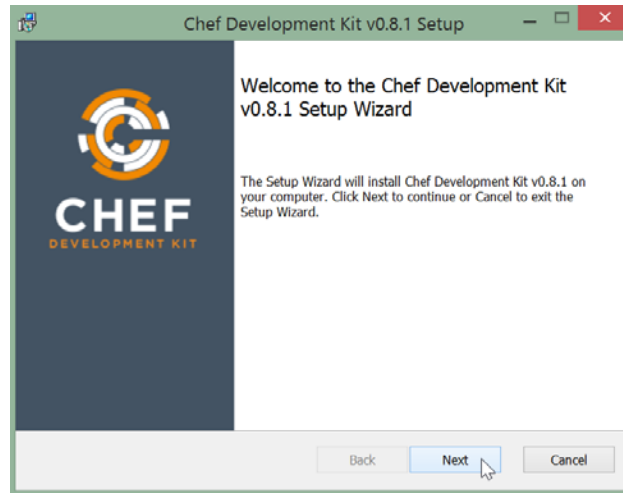 Chef Development Kit v0.8.1 Setup
Welcome to the Chef Development Kit
v0.8.1 Setup Wizard
The Setup Wizard will install Chef Development Kit v0.8.1 on
your computer. Click Next to continue or Cancel to exit the
Setup Wizard.
CHEF
DEVELOPMENT KIT
Back Next Cancel